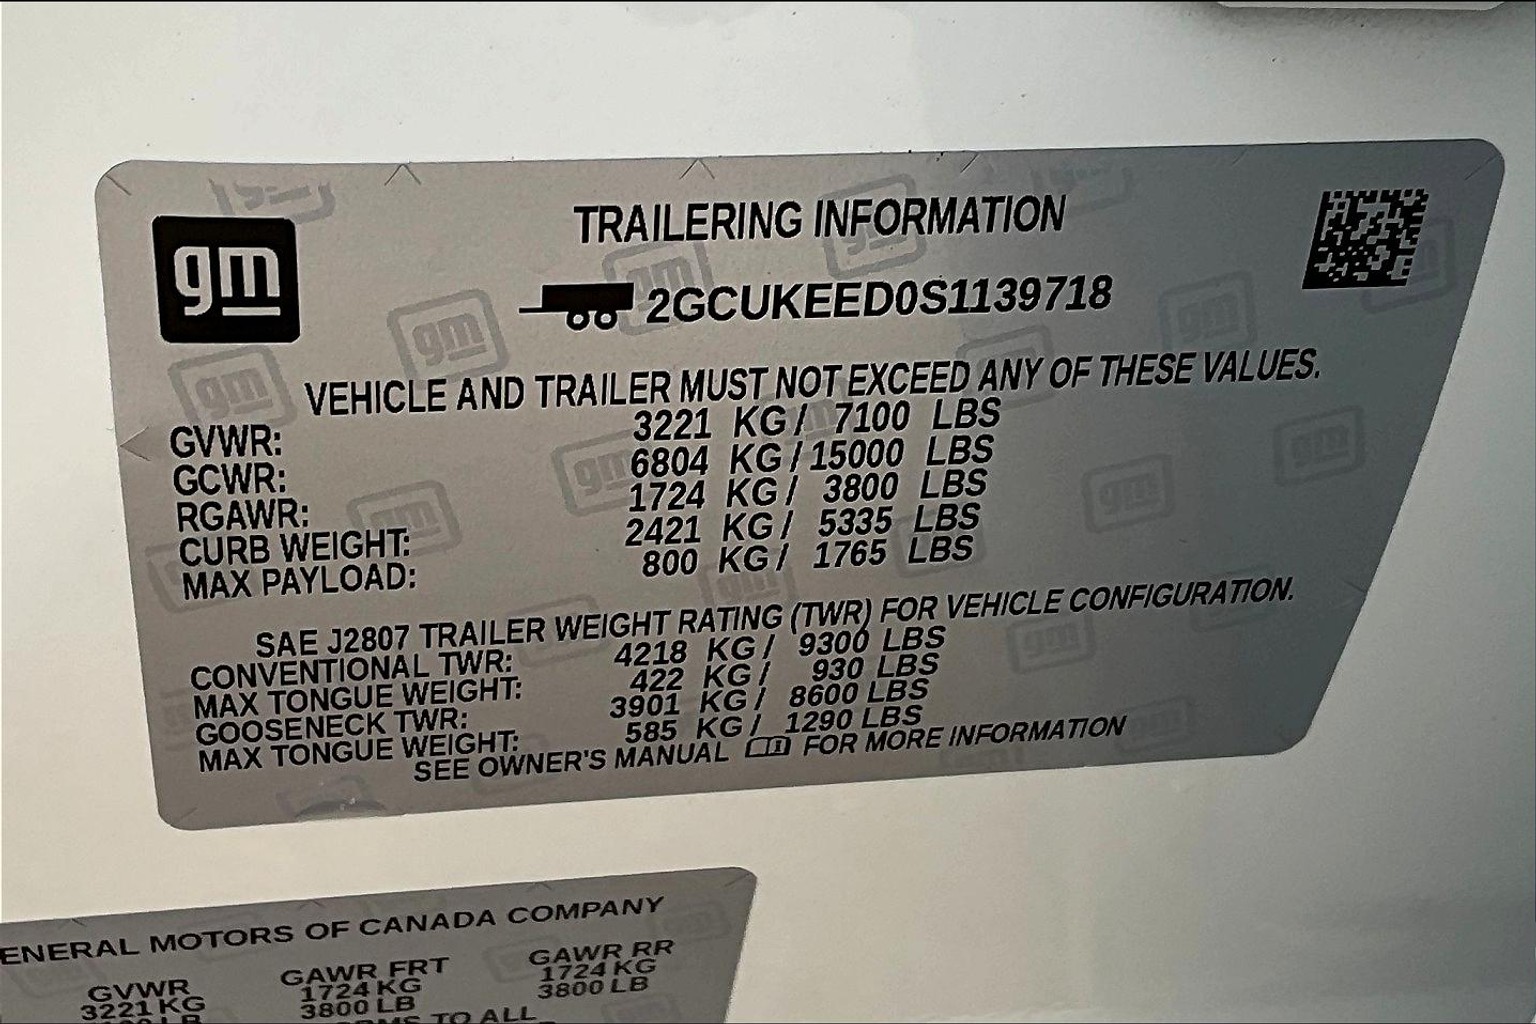 gm
TRAILERING INFORMATION
2GCUKEED0S1139718
VEHICLE AND TRAILER MUST NOT EXCEED ANY OF THESE VALUES.
GVWR: 3221 KG/ 7100 LBS
GCWR: 6804 KG/15000 LBS
RGAWR: 1724 KG/ 3800 LBS
CURB WEIGHT: 2421 KG/ 5335 LBS
MAX PAYLOAD: 800 KG/ 1765 LBS
SAE J2807 TRAILER WEIGHT RATING (TWR) FOR VEHICLE CONFIGURATION.
CONVENTIONAL TWR: 4218 KG/ 9300 LBS
MAX TONGUE WEIGHT: 422 KG/ 930 LBS
GOOSENECK TWR: 3901 KG/ 8600 LBS
MAX TONGUE WEIGHT: 585 KG/ 1290 LBS
SEE OWNER'S MANUAL FOR MORE INFORMATION
ENERAL MOTORS OF CANADA COMPANY
GVWR GAWR FRT GAWR RR
3221 KG 1724 KG 1724 KG
LB 3800 LB 3800 LB
TO ALL